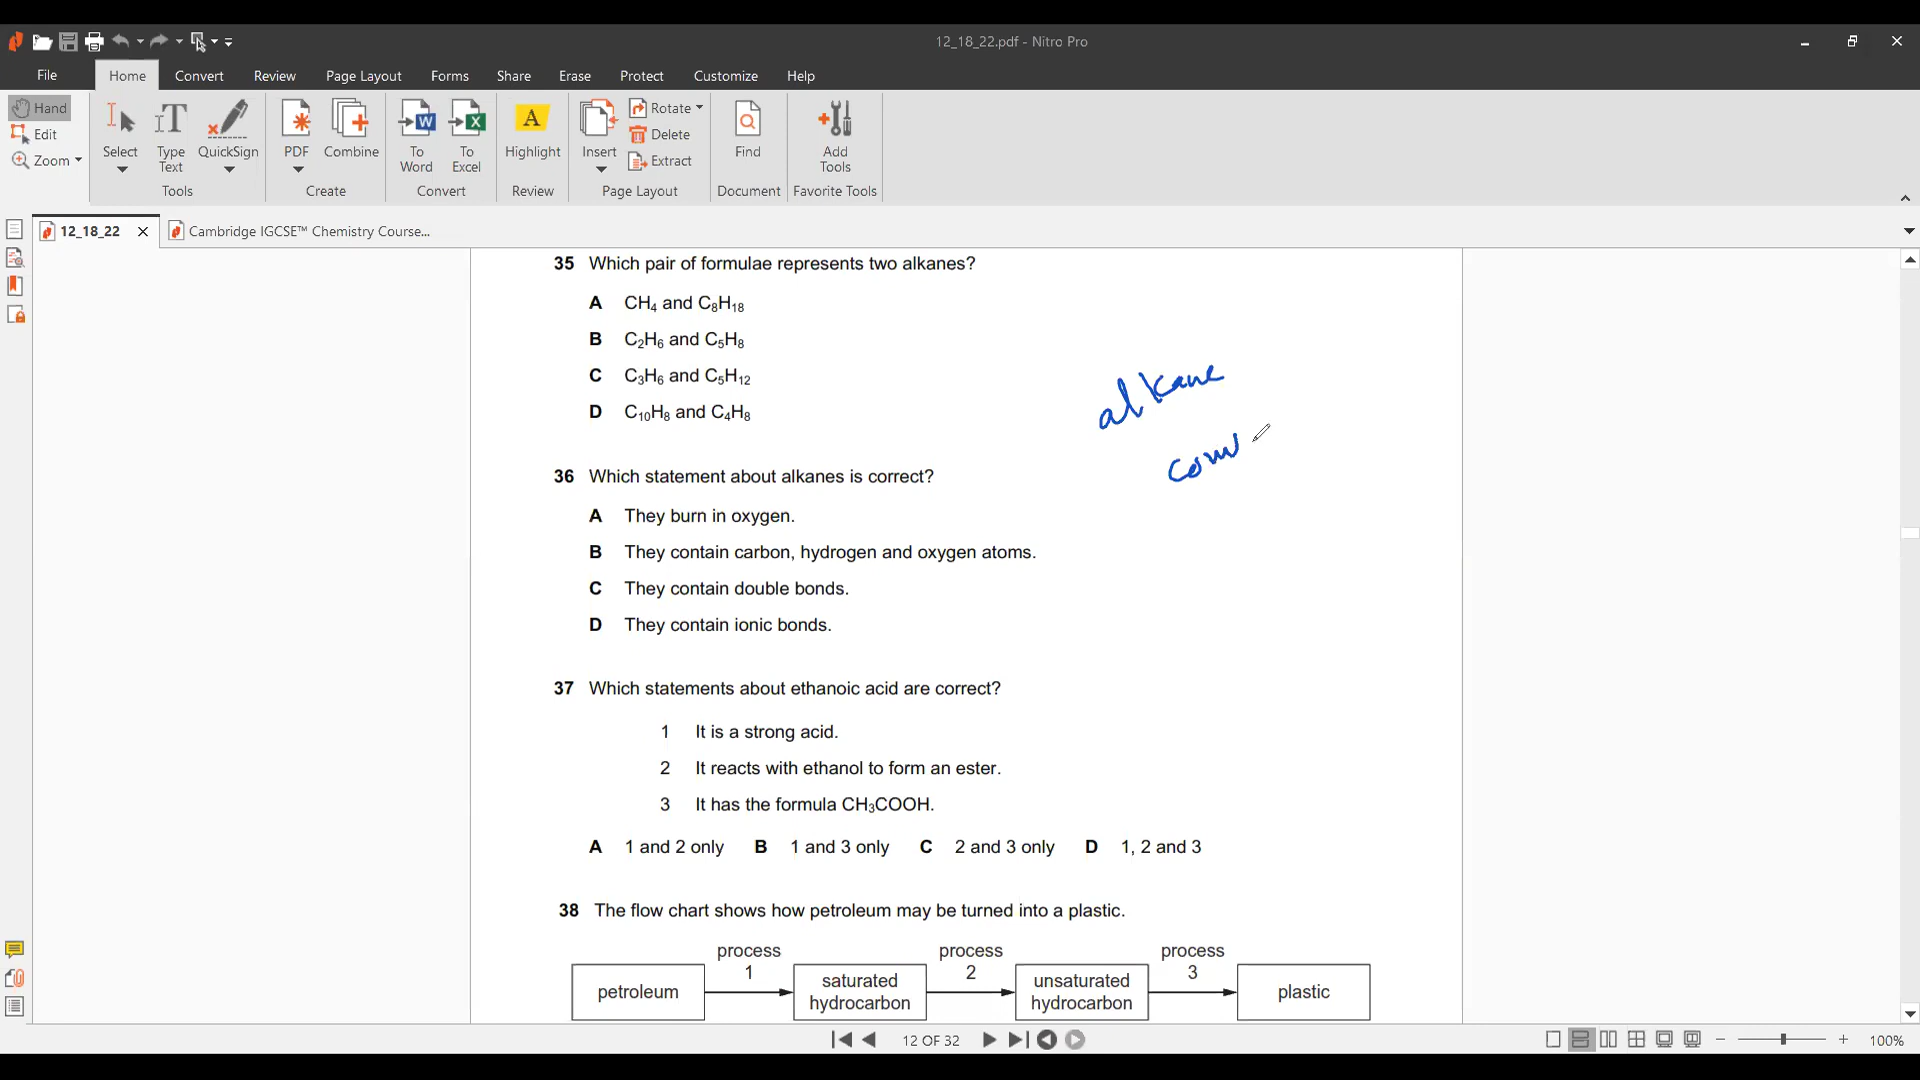 12_18_22.pdf - Nitro Pro
File Home Convert Review Page Layout Forms Share Erase Protect Customize Help
Hand
Edit
Zoom
Select
Type Text
QuickSign
Tools
PDF
Combine
Create
To Word
To Excel
Convert
Highlight
Review
Insert
Rotate
Delete
Extract
Page Layout
Find
Document
Add Tools
Favorite Tools
12_18_22
Cambridge IGCSE™ Chemistry Course...
35 Which pair of formulae represents two alkanes?
A CH₄ and C₈H₁₈
B C₂H₆ and C₅H₈
C C₃H₆ and C₅H₁₂
D C₁₀H₈ and C₄H₈
alkane
com
36 Which statement about alkanes is correct?
A They burn in oxygen.
B They contain carbon, hydrogen and oxygen atoms.
C They contain double bonds.
D They contain ionic bonds.
37 Which statements about ethanoic acid are correct?
1 It is a strong acid.
2 It reacts with ethanol to form an ester.
3 It has the formula CH₃COOH.
A 1 and 2 only B 1 and 3 only C 2 and 3 only D 1, 2 and 3
38 The flow chart shows how petroleum may be turned into a plastic.
petroleum
process 1
saturated hydrocarbon
process 2
unsaturated hydrocarbon
process 3
plastic
12 OF 32
100%